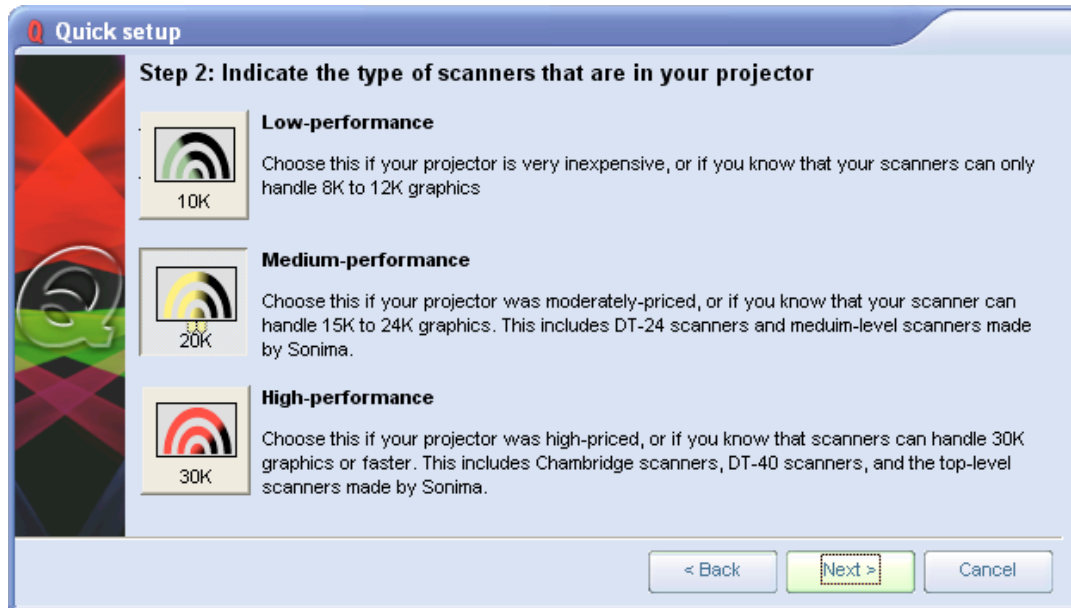 Quick setup
Step 2: Indicate the type of scanners that are in your projector
Low-performance
Choose this if your projector is very inexpensive, or if you know that your scanners can only
handle 8K to 12K graphics
10K
Medium-performance
Choose this if your projector was moderately-priced, or if you know that your scanner can
handle 15K to 24K graphics. This includes DT-24 scanners and meduim-level scanners made
by Sonima.
20K
High-performance
Choose this if your projector was high-priced, or if you know that scanners can handle 30K
graphics or faster. This includes Chambridge scanners, DT-40 scanners, and the top-level
scanners made by Sonima.
30K
< Back
Next >
Cancel